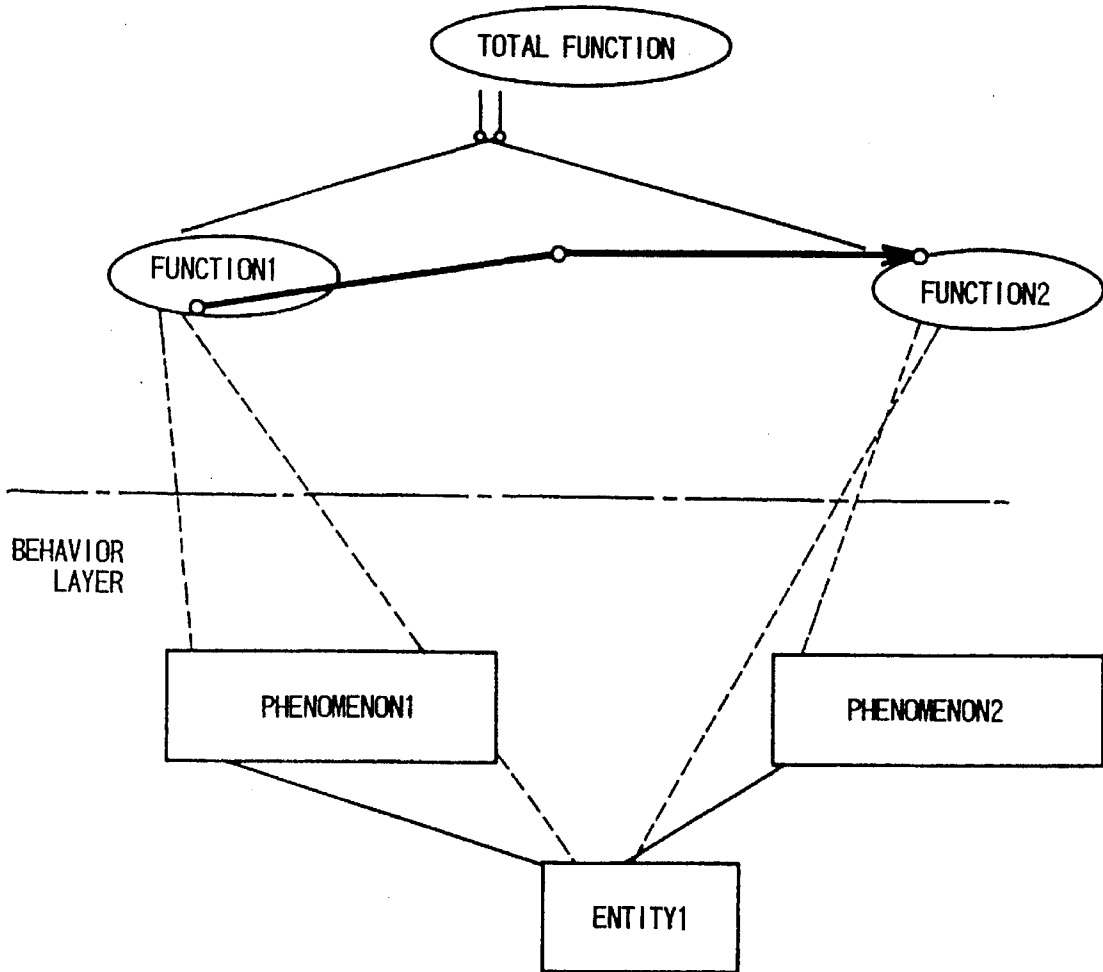 TOTAL FUNCTION
FUNCTION1
FUNCTION2
BEHAVIOR
LAYER
PHENOMENON1
PHENOMENON2
ENTITY1